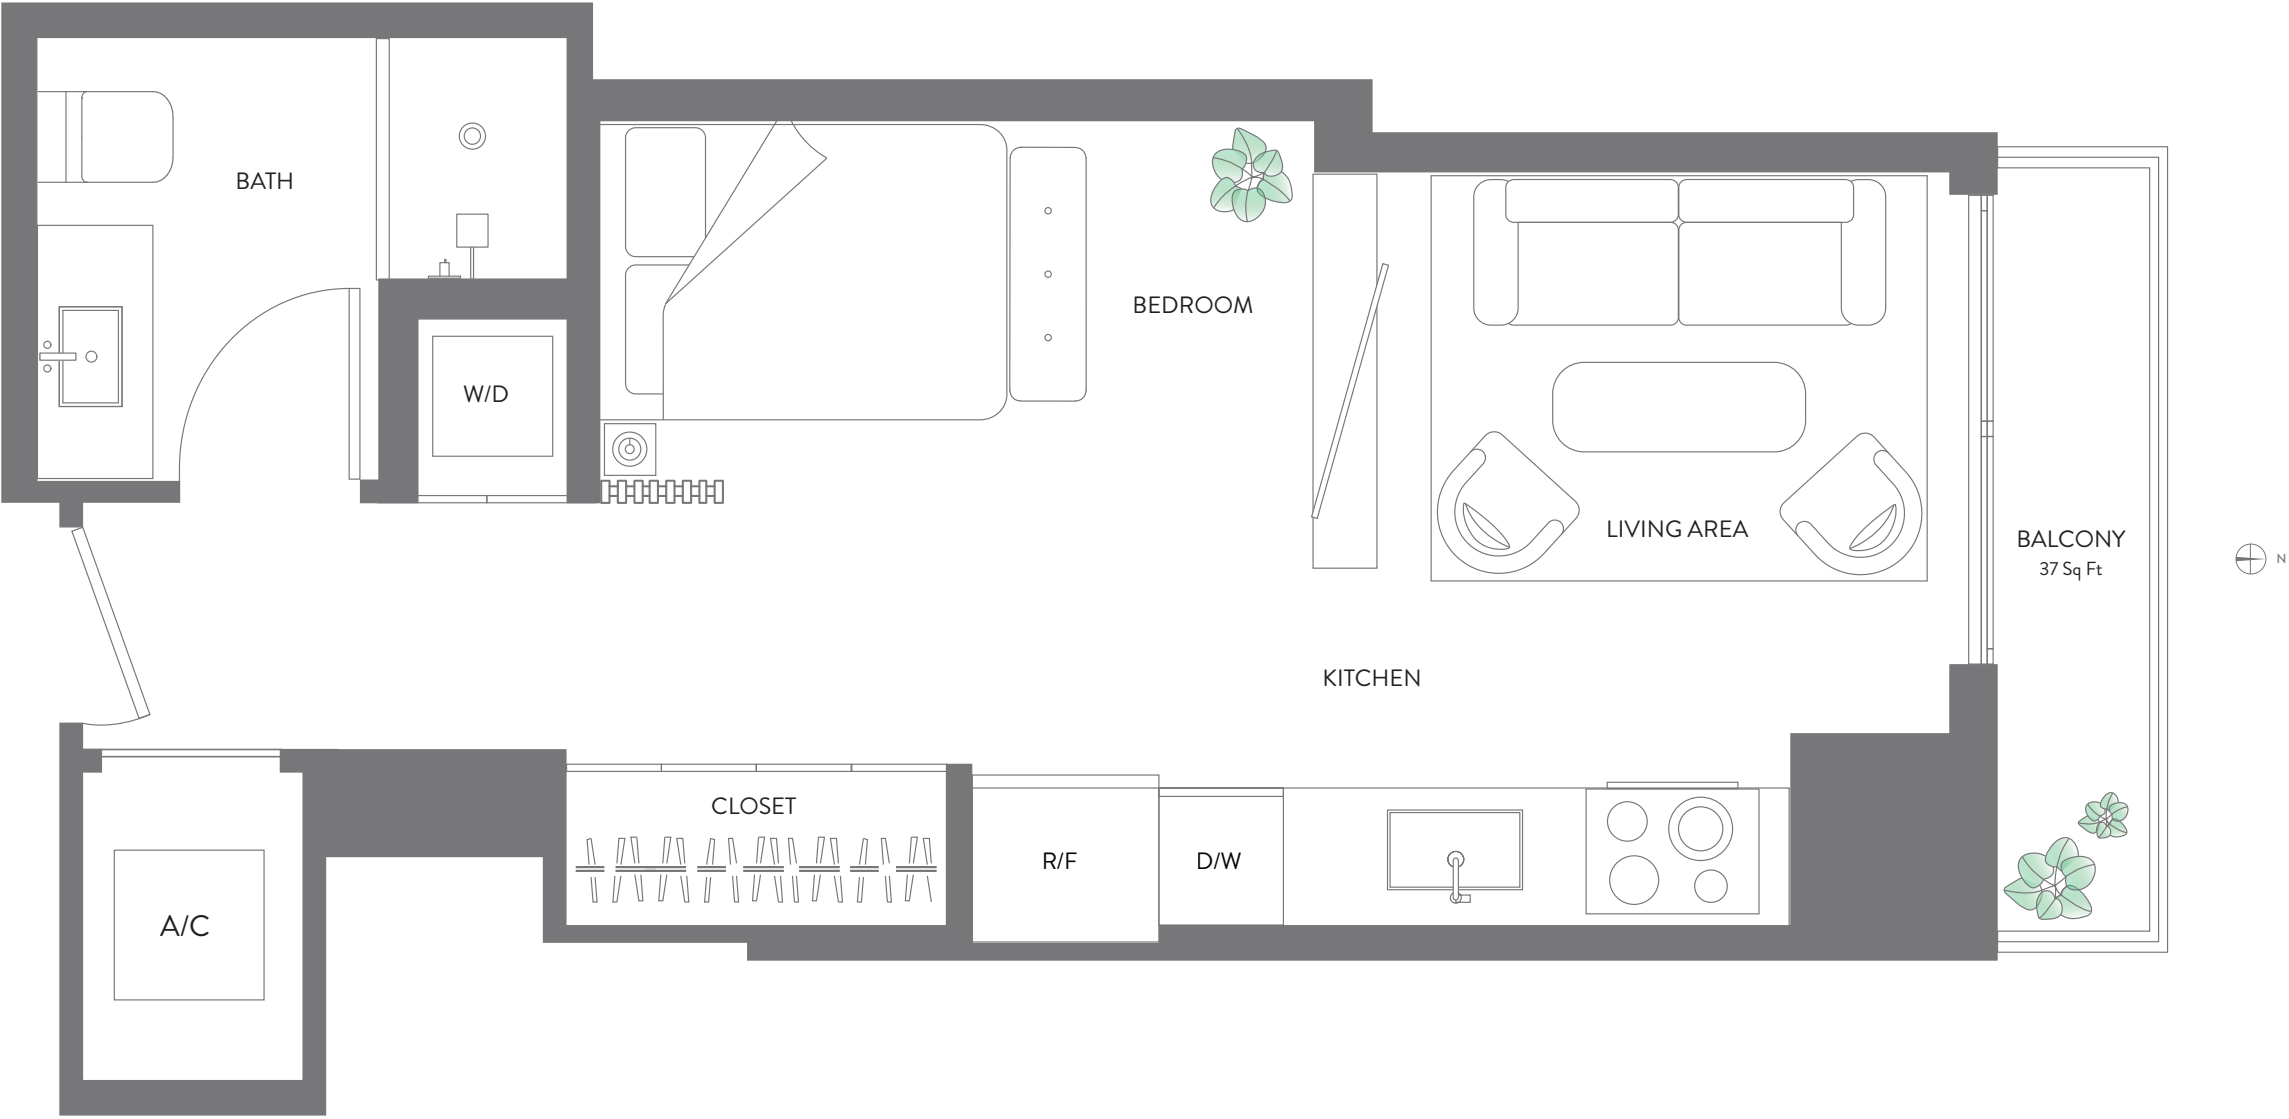 BATH
W/D
BEDROOM
LIVING AREA
BALCONY
37 Sq Ft
N
KITCHEN
CLOSET
R/F
D/W
A/C